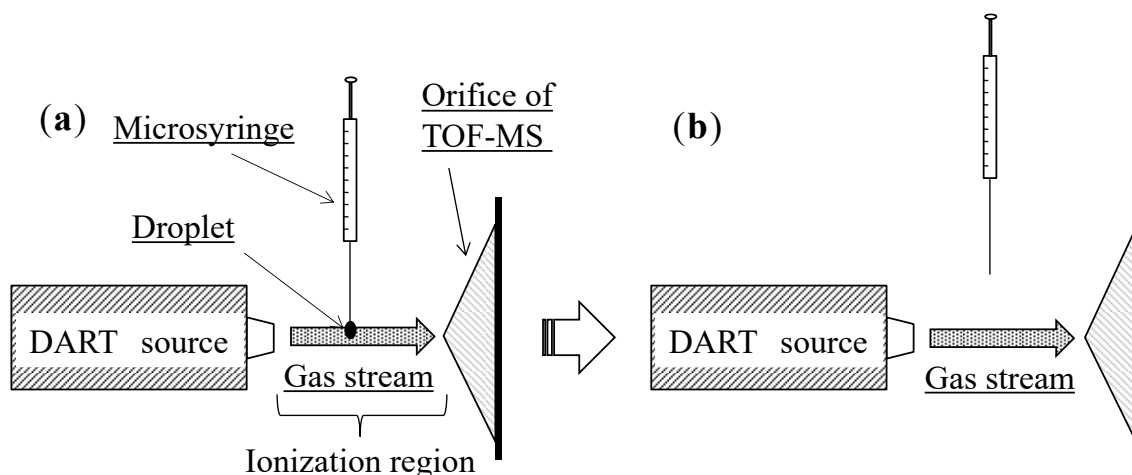 (a)
Microsyringe
Orifice of
TOF-MS
(b)
Droplet
DART source
Gas stream
Ionization region
DART source
Gas stream